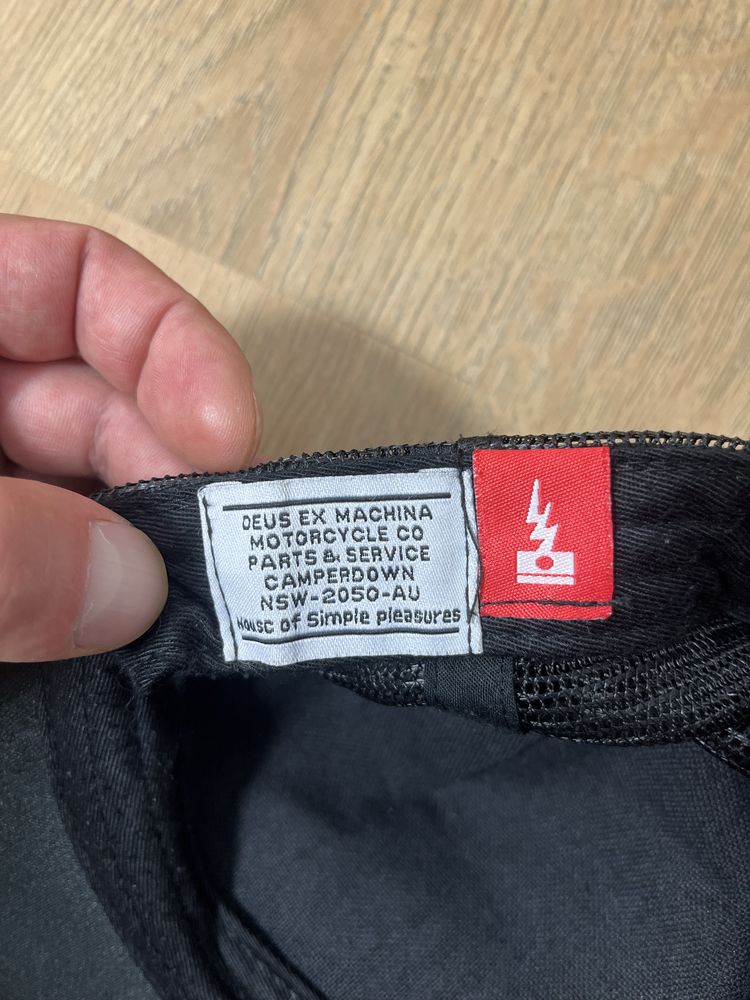 DEUS EX MACHINA
MOTORCYCLE CO
PARTS & SERVICE
CAMPERDOWN
NSW-2050-AU
House of Simple pleasures